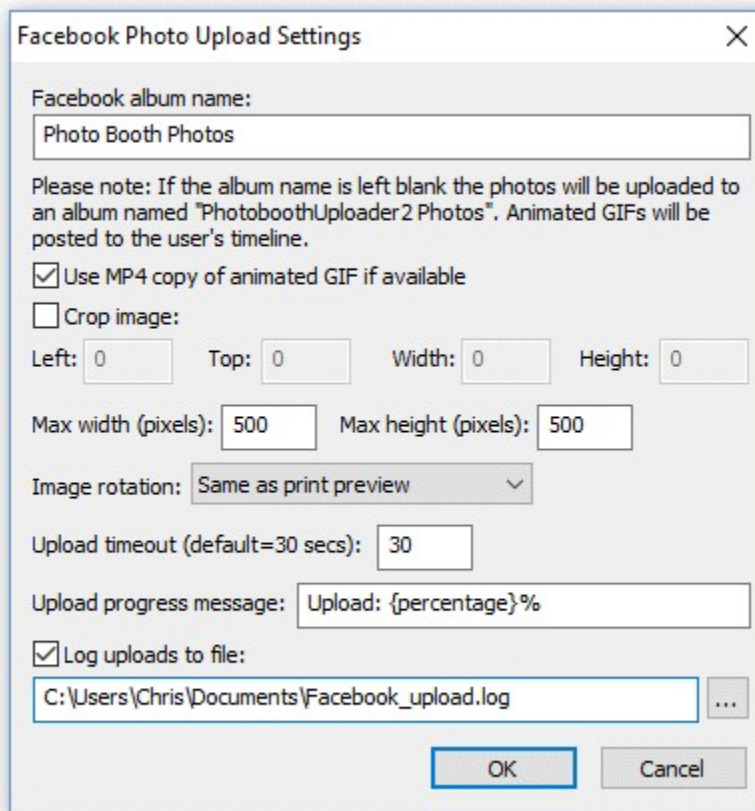 Facebook Photo Upload Settings
Facebook album name:
Photo Booth Photos
Please note: If the album name is left blank the photos will be uploaded to
an album named "PhotoboothUploader2 Photos". Animated GIFs will be
posted to the user's timeline.
Use MP4 copy of animated GIF if available
Crop image:
Left: 0 Top: 0 Width: 0 Height: 0
Max width (pixels): 500 Max height (pixels): 500
Image rotation: Same as print preview
Upload timeout (default=30 secs): 30
Upload progress message: Upload: {percentage}%
Log uploads to file:
C:\Users\Chris\Documents\Facebook_upload.log ...
OK Cancel